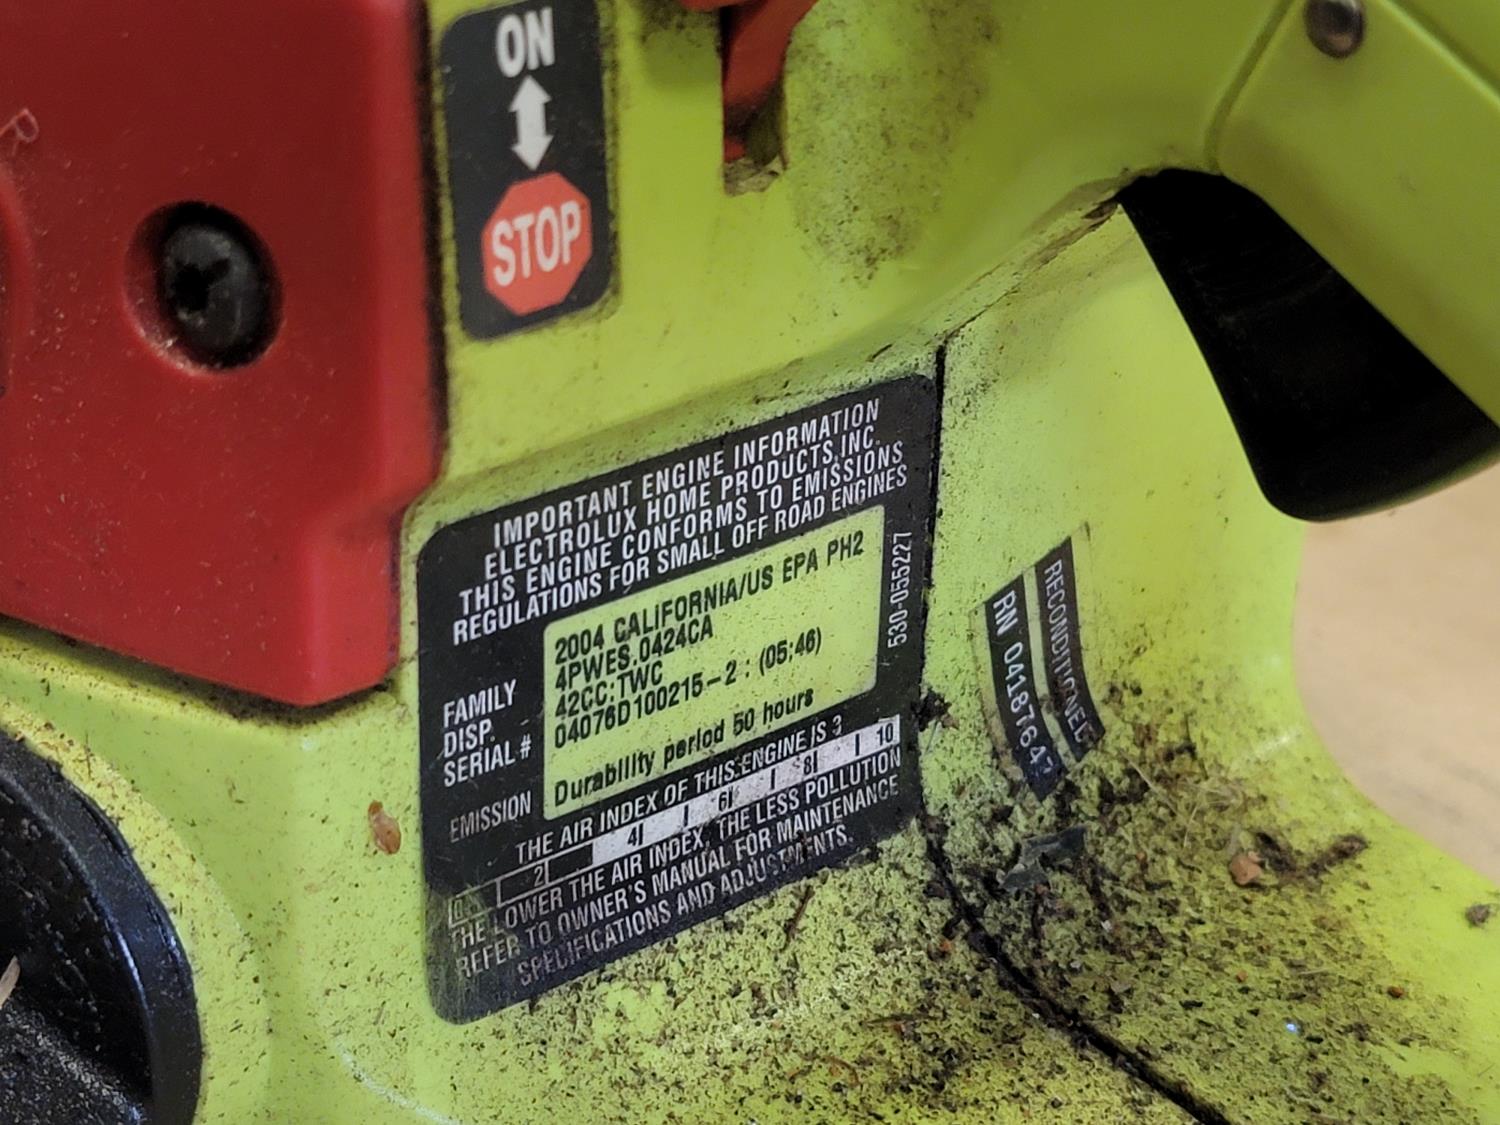 ON
STOP
IMPORTANT ENGINE INFORMATION
ELECTROLUX HOME PRODUCTS, INC.
THIS ENGINE CONFORMS TO EMISSIONS
REGULATIONS FOR SMALL OFF ROAD ENGINES
2004 CALIFORNIA/US EPA PH2
FAMILY 4PWES.0424CA
DISP. 42CC:TWC
SERIAL # 04076D100215-2 : (05:46)
EMISSION Durability period 50 hours
THE AIR INDEX OF THIS ENGINE IS 3
0 2 4 6 8 10
THE LOWER THE AIR INDEX, THE LESS POLLUTION
REFER TO OWNER'S MANUAL FOR MAINTENANCE
SPECIFICATIONS AND ADJUSTMENTS.
530-055227
RECONDITIONED
RN 04187647
R